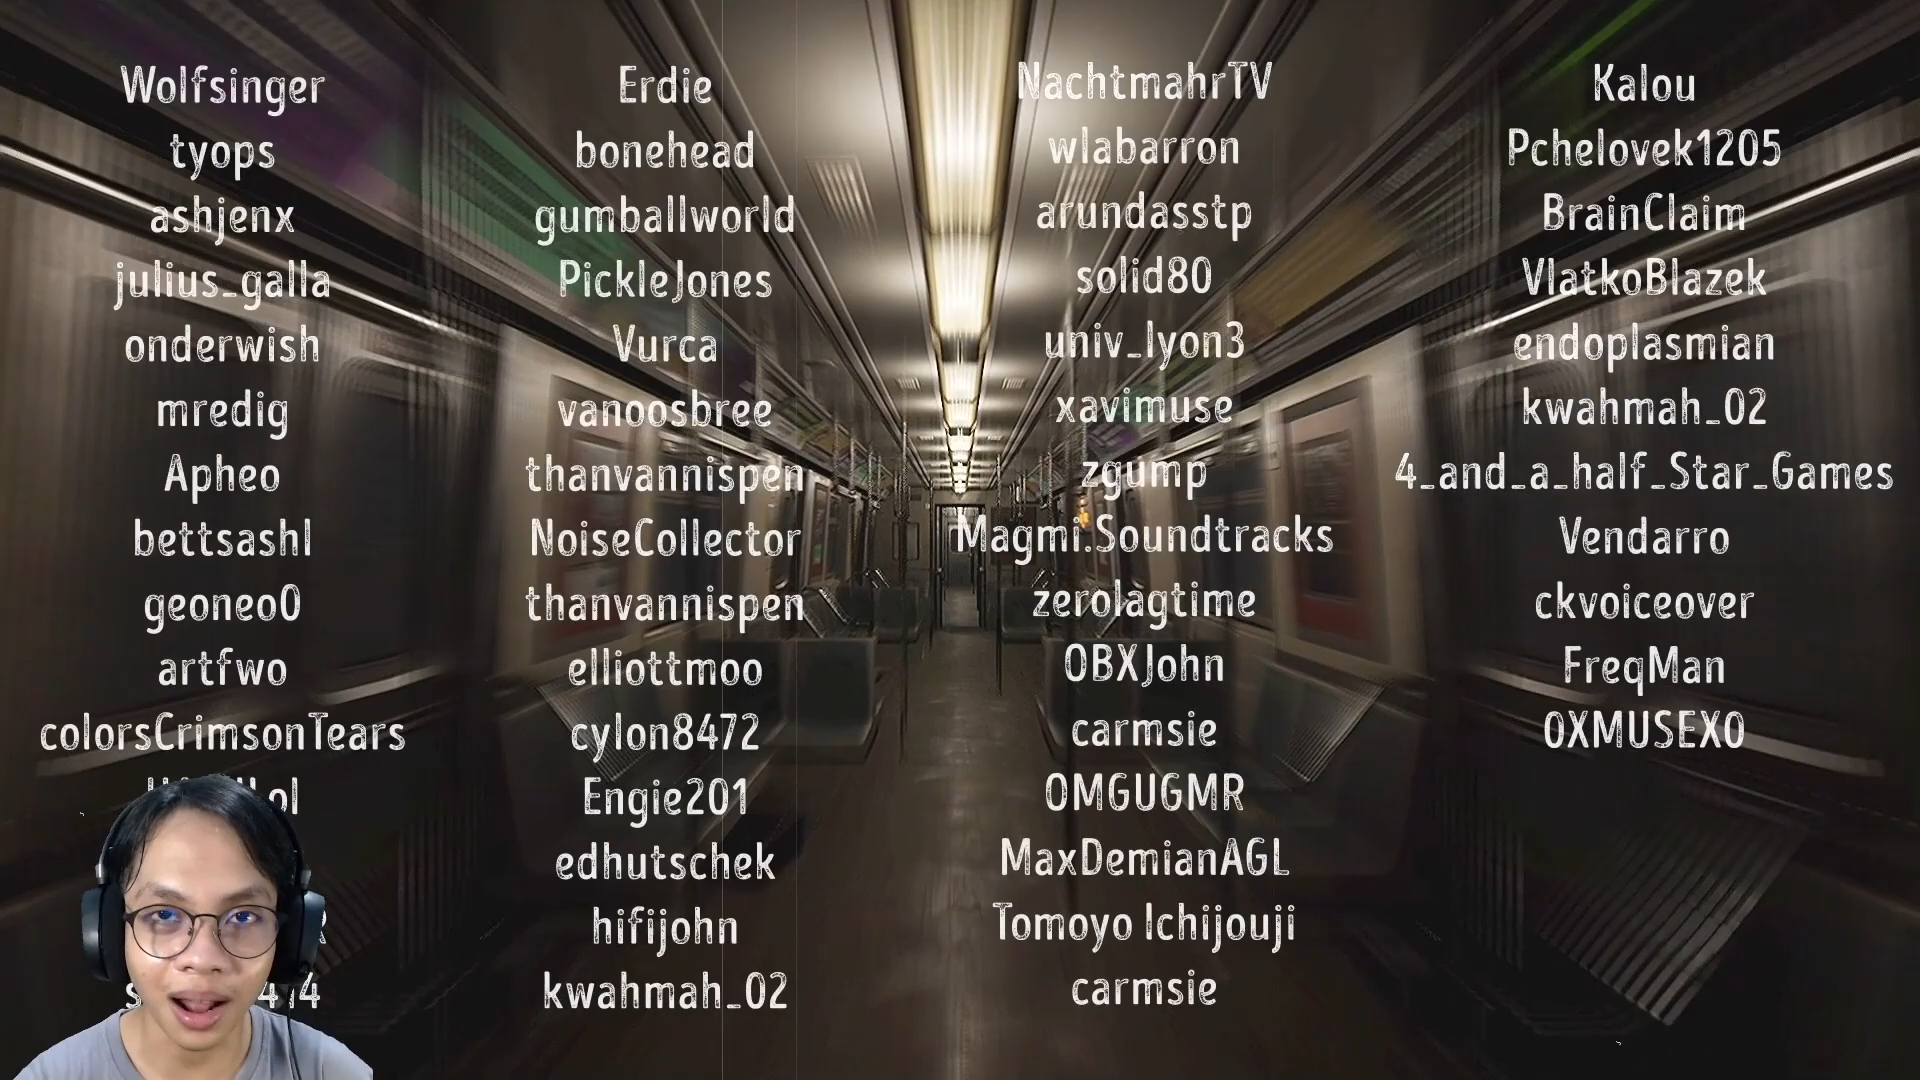 Wolfsinger
tyops
ashjenx
julius_galla
onderwish
mredig
Apheo
bettsashl
geoneo0
artfwo
colorsCrimsonTears
Erdie
bonehead
gumballworld
PickleJones
Vurca
vanoosbree
thanvannispen
NoiseCollector
thanvannispen
elliottmoo
cylon8472
Engie201
edhutschek
hifijohn
kwahmah_02
NachtmahrTV
wlabarron
arundasstp
solid80
univ_lyon3
xavimuse
zgump
Magmi.Soundtracks
zerolagtime
OBXJohn
carmsie
OMGUGMR
MaxDemianAGL
Tomoyo Ichijouji
carmsie
Kalou
Pchelovek1205
BrainClaim
VlatkoBlazek
endoplasmian
kwahmah_02
4_and_a_half_Star_Games
Vendarro
ckvoiceover
FreqMan
OXMUSEXO